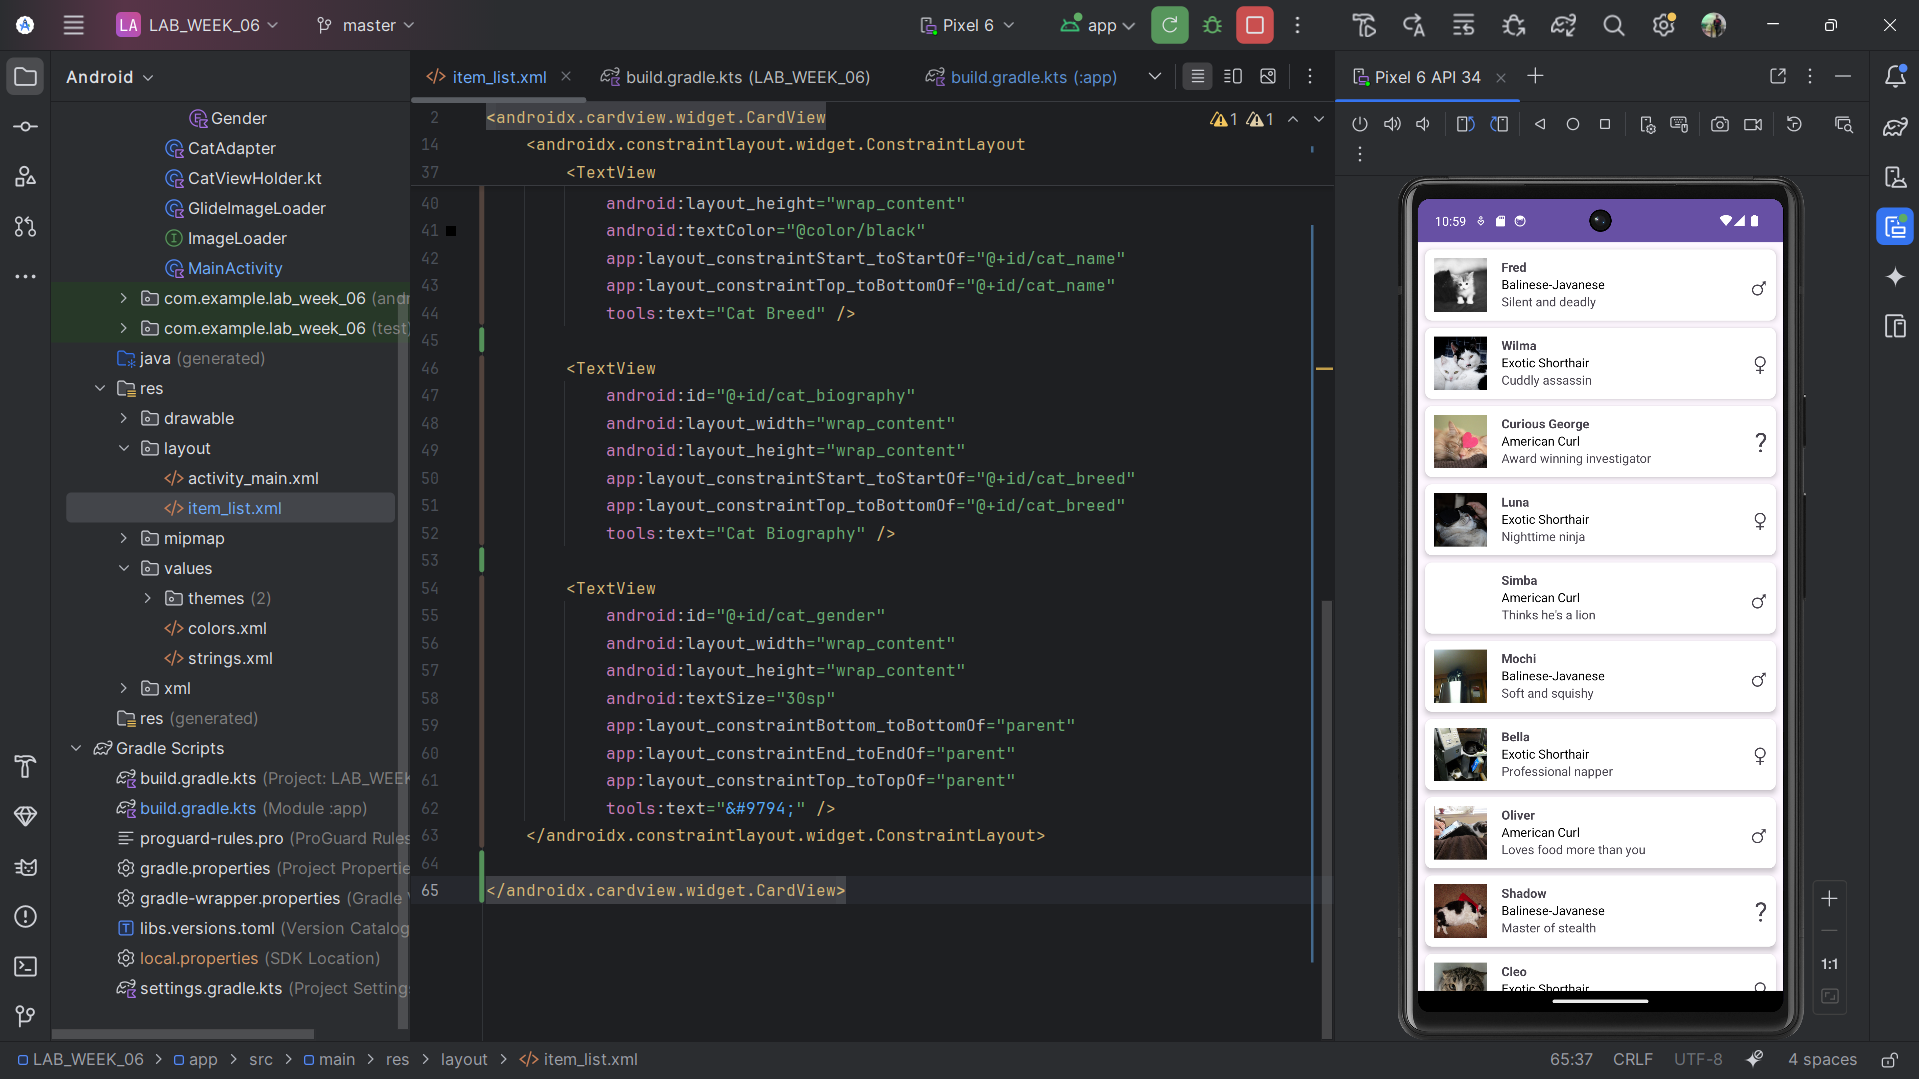 LA LAB_WEEK_06
master
Pixel 6
app
Android
item_list.xml
build.gradle.kts (LAB_WEEK_06)
build.gradle.kts (:app)
Pixel 6 API 34
Gender
CatAdapter
CatViewHolder.kt
GlideImageLoader
ImageLoader
MainActivity
com.example.lab_week_06 (andr
com.example.lab_week_06 (test)
java (generated)
res
drawable
layout
activity_main.xml
item_list.xml
mipmap
values
themes (2)
colors.xml
strings.xml
xml
res (generated)
Gradle Scripts
build.gradle.kts (Project: LAB_WEEK
build.gradle.kts (Module :app)
proguard-rules.pro (ProGuard Rules
gradle.properties (Project Propertie
gradle-wrapper.properties (Gradle
libs.versions.toml (Version Catalog
local.properties (SDK Location)
settings.gradle.kts (Project Settings
2 <androidx.cardview.widget.CardView
1 1
14 <androidx.constraintlayout.widget.ConstraintLayout
37 <TextView
40 android:layout_height="wrap_content"
41 android:textColor="@color/black"
42 app:layout_constraintStart_toStartOf="@+id/cat_name"
43 app:layout_constraintTop_toBottomOf="@+id/cat_name"
44 tools:text="Cat Breed" />
45
46 <TextView
47 android:id="@+id/cat_biography"
48 android:layout_width="wrap_content"
49 android:layout_height="wrap_content"
50 app:layout_constraintStart_toStartOf="@+id/cat_breed"
51 app:layout_constraintTop_toBottomOf="@+id/cat_breed"
52 tools:text="Cat Biography" />
53
54 <TextView
55 android:id="@+id/cat_gender"
56 android:layout_width="wrap_content"
57 android:layout_height="wrap_content"
58 android:textSize="30sp"
59 app:layout_constraintBottom_toBottomOf="parent"
60 app:layout_constraintEnd_toEndOf="parent"
61 app:layout_constraintTop_toTopOf="parent"
62 tools:text="&#9794;" />
63 </androidx.constraintlayout.widget.ConstraintLayout>
64
65 </androidx.cardview.widget.CardView>
10:59
Fred
Balinese-Javanese
Silent and deadly
♂
Wilma
Exotic Shorthair
Cuddly assassin
♀
Curious George
American Curl
Award winning investigator
?
Luna
Exotic Shorthair
Nighttime ninja
♀
Simba
American Curl
Thinks he's a lion
♂
Mochi
Balinese-Javanese
Soft and squishy
♂
Bella
Exotic Shorthair
Professional napper
♀
Oliver
American Curl
Loves food more than you
♂
Shadow
Balinese-Javanese
Master of stealth
?
Cleo
Exotic Shorthair
1:1
LAB_WEEK_06 > app > src > main > res > layout > item_list.xml
65:37 CRLF UTF-8 4 spaces